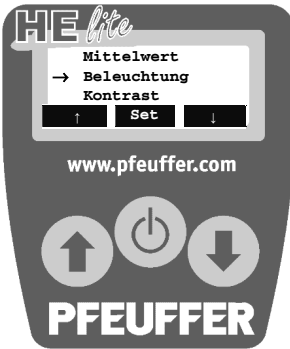 HE lite
Mittelwert
→ Beleuchtung
Kontrast
↑ Set ↓
www.pfeuffer.com
PFEUFFER